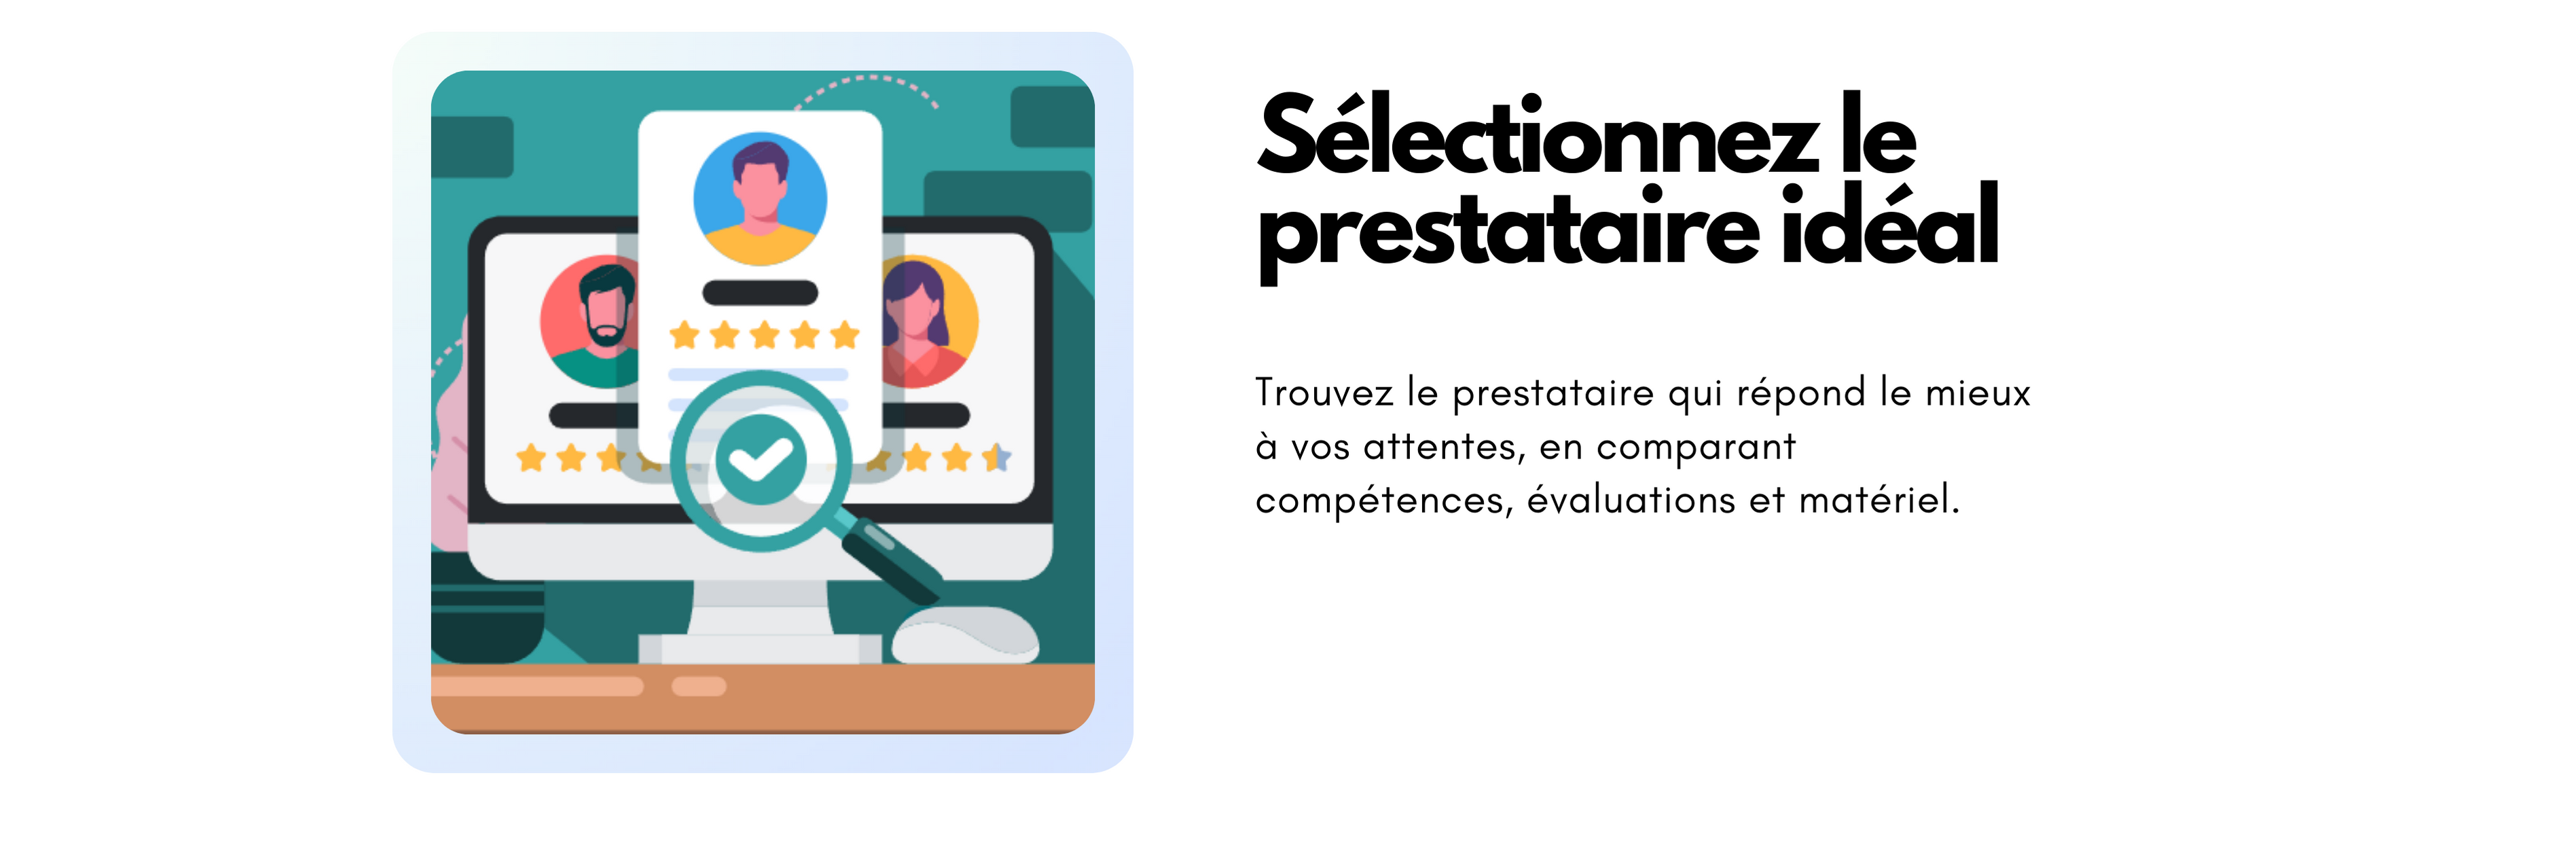 Sélectionnez le
prestataire idéal
Trouvez le prestataire qui répond le mieux
à vos attentes, en comparant
compétences, évaluations et matériel.